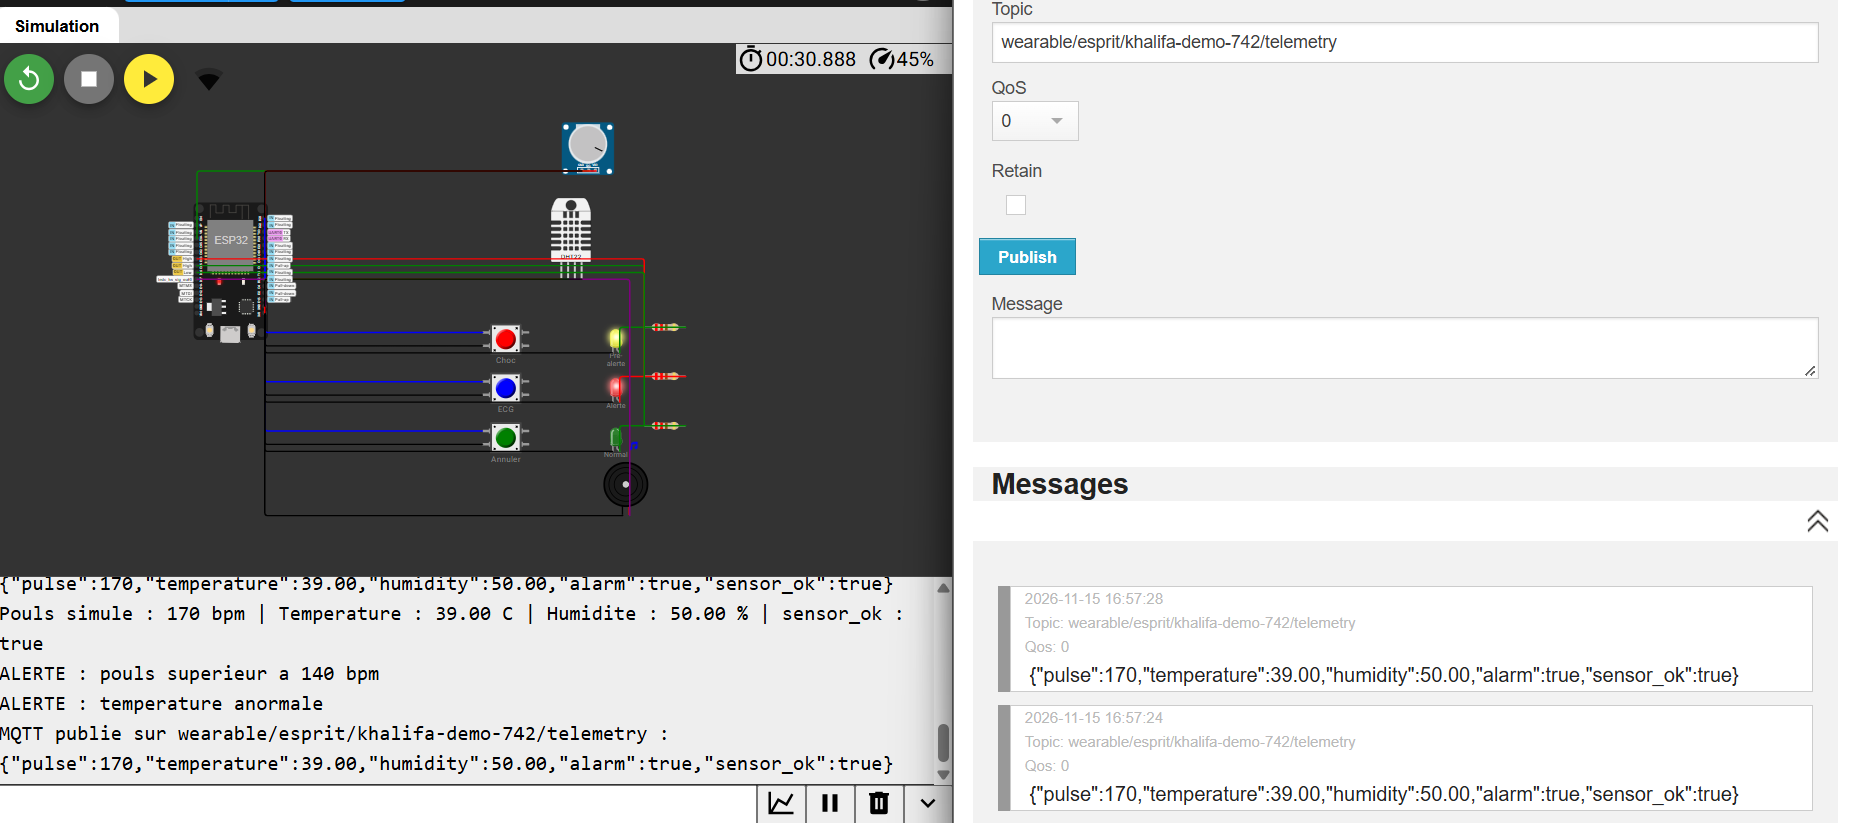 Simulation
00:30.888
45%
ESP32
DHT22
Choc
ECG
Annuler
Pré-
alerte
Alerte
Normal
{"pulse":170,"temperature":39.00,"humidity":50.00,"alarm":true,"sensor_ok":true}
Pouls simule : 170 bpm | Temperature : 39.00 C | Humidite : 50.00 % | sensor_ok :
true
ALERTE : pouls superieur a 140 bpm
ALERTE : temperature anormale
MQTT publie sur wearable/esprit/khalifa-demo-742/telemetry :
{"pulse":170,"temperature":39.00,"humidity":50.00,"alarm":true,"sensor_ok":true}
Topic
wearable/esprit/khalifa-demo-742/telemetry
QoS
0
Retain
Publish
Message
Messages
2026-11-15 16:57:28
Topic: wearable/esprit/khalifa-demo-742/telemetry
Qos: 0
{"pulse":170,"temperature":39.00,"humidity":50.00,"alarm":true,"sensor_ok":true}
2026-11-15 16:57:24
Topic: wearable/esprit/khalifa-demo-742/telemetry
Qos: 0
{"pulse":170,"temperature":39.00,"humidity":50.00,"alarm":true,"sensor_ok":true}